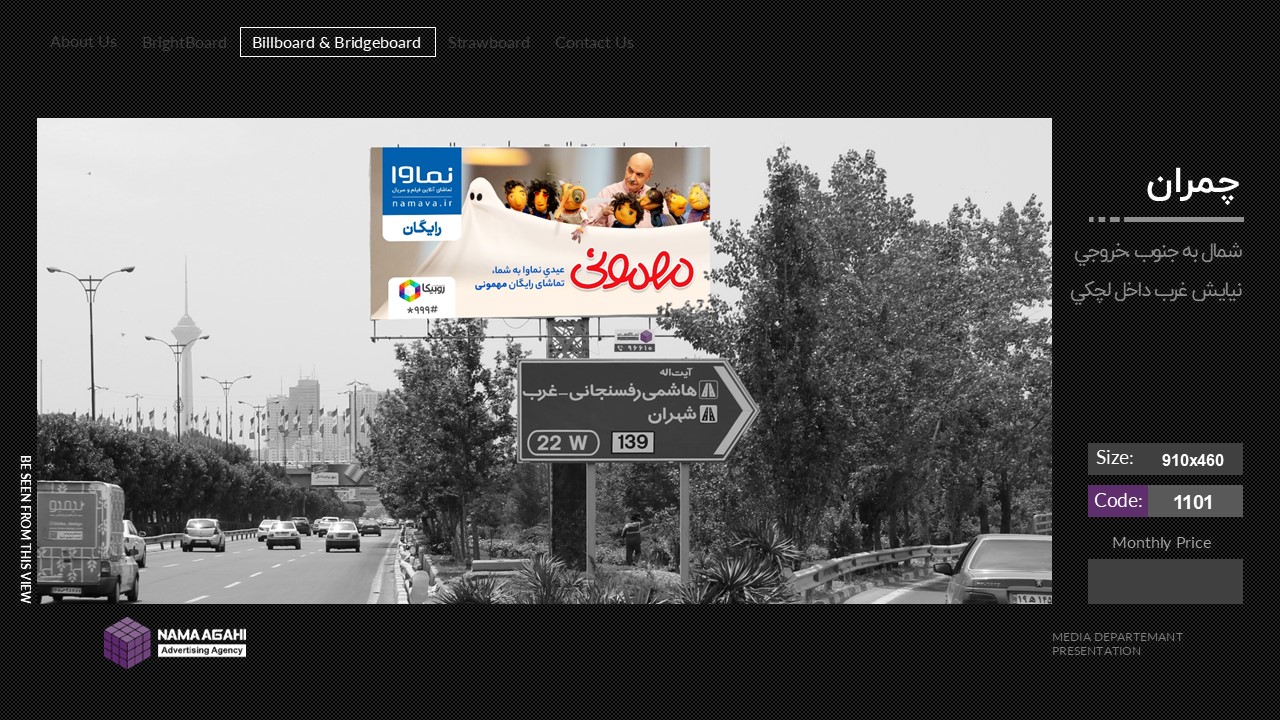 About Us
BrightBoard
Billboard & Bridgeboard
Strawboard
Contact Us
چمران
شمال به جنوب ،خروجي
نيايش غرب داخل لچكي
نماوا
تماشای آنلاین فیلم و سریال
namava.ir
رایگان
مهمونی
عیدیِ نماوا به شما،
تماشای رایگان مهمونی
روبیکا
*۹۹۹#
۹۶۶۱۰
آیت‌اله
هاشمی‌رفسنجانی-غرب
شهران
22 W
139
BE SEEN FROM THIS VIEW
Size:
910x460
Code:
1101
Monthly Price
NAMA AGAHI
Advertising Agency
MEDIA DEPARTEMANT
PRESENTATION